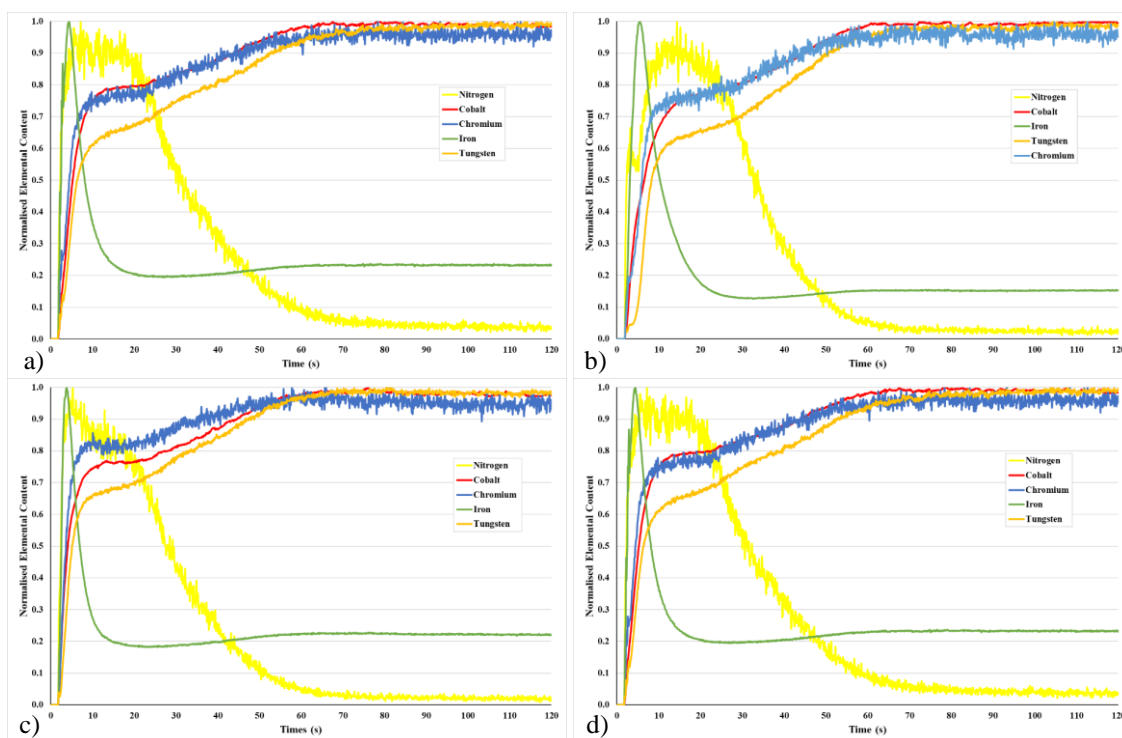 1.0
0.9
0.8
0.7
0.6
0.5
0.4
0.3
0.2
0.1
0.0
Normalised Elemental Content
Nitrogen
Cobalt
Chromium
Iron
Tungsten
0 10 20 30 40 50 60 70 80 90 100 110 120
Time (s)
a)
1.0
0.9
0.8
0.7
0.6
0.5
0.4
0.3
0.2
0.1
0.0
Normalised Elemental Content
Nitrogen
Cobalt
Iron
Tungsten
Chromium
0 10 20 30 40 50 60 70 80 90 100 110 120
Time (s)
b)
1.0
0.9
0.8
0.7
0.6
0.5
0.4
0.3
0.2
0.1
0.0
Normalised Elemental Content
Nitrogen
Cobalt
Chromium
Iron
Tungsten
0 10 20 30 40 50 60 70 80 90 100 110 120
Times (s)
c)
1.0
0.9
0.8
0.7
0.6
0.5
0.4
0.3
0.2
0.1
0.0
Normalised Elemental Content
Nitrogen
Cobalt
Chromium
Iron
Tungsten
0 10 20 30 40 50 60 70 80 90 100 110 120
Time (s)
d)